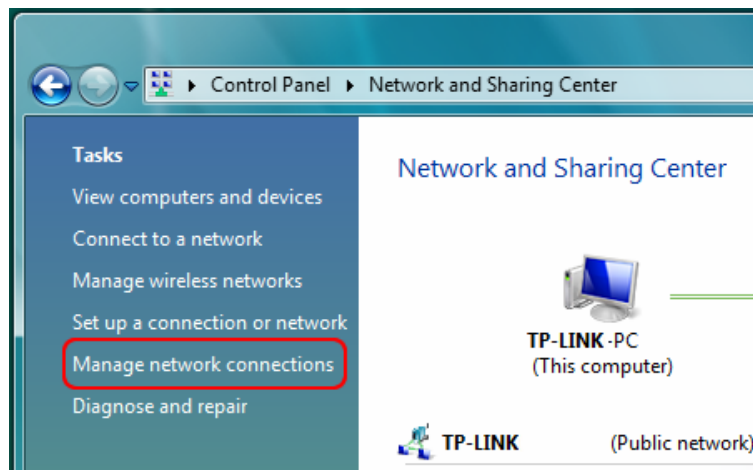 Control Panel Network and Sharing Center
Tasks
View computers and devices
Connect to a network
Manage wireless networks
Set up a connection or network
Manage network connections
Diagnose and repair
Network and Sharing Center
TP-LINK -PC
(This computer)
TP-LINK (Public network)